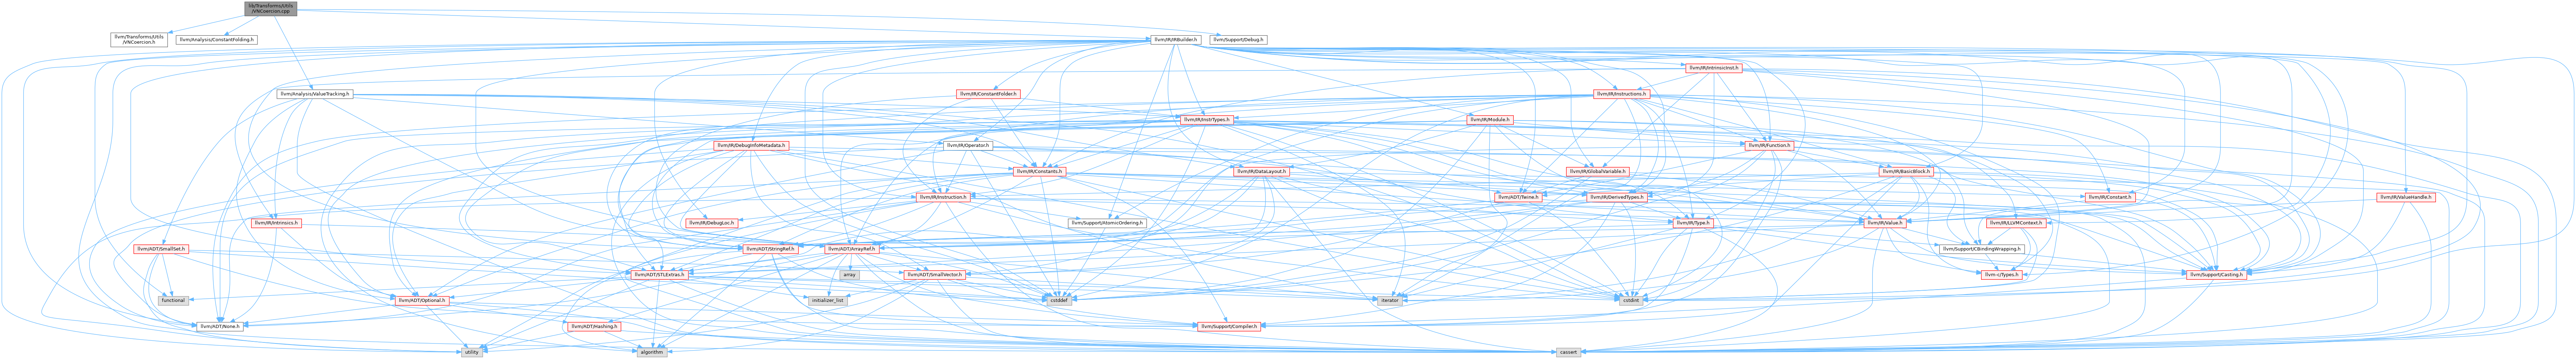 lib/Transforms/Utils
/VNCoercion.cpp
llvm/Transforms/Utils
/VNCoercion.h
llvm/Analysis/ConstantFolding.h
llvm/IR/IRBuilder.h
llvm/Support/Debug.h
llvm/IR/IntrinsicInst.h
llvm/Analysis/ValueTracking.h
llvm/IR/ConstantFolder.h
llvm/IR/Instructions.h
llvm/IR/InstrTypes.h
llvm/IR/Module.h
llvm/IR/DebugInfoMetadata.h
llvm/IR/Operator.h
llvm/IR/Function.h
llvm/IR/Constants.h
llvm/IR/DataLayout.h
llvm/IR/GlobalVariable.h
llvm/IR/BasicBlock.h
llvm/IR/Instruction.h
llvm/ADT/Twine.h
llvm/IR/DerivedTypes.h
llvm/IR/Constant.h
llvm/IR/ValueHandle.h
llvm/IR/Intrinsics.h
llvm/IR/DebugLoc.h
llvm/Support/AtomicOrdering.h
llvm/IR/Type.h
llvm/IR/Value.h
llvm/IR/LLVMContext.h
llvm/ADT/SmallSet.h
llvm/ADT/StringRef.h
llvm/ADT/ArrayRef.h
llvm/Support/CBindingWrapping.h
llvm/ADT/STLExtras.h
array
llvm/ADT/SmallVector.h
llvm-c/Types.h
llvm/Support/Casting.h
functional
llvm/ADT/Optional.h
initializer_list
cstddef
iterator
cstdint
llvm/ADT/None.h
llvm/ADT/Hashing.h
llvm/Support/Compiler.h
utility
algorithm
cassert